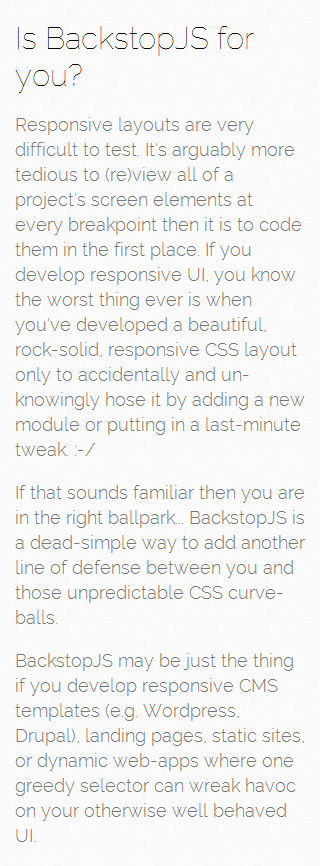 Is BackstopJS for
you?
Responsive layouts are very
difficult to test. It's arguably more
tedious to (re)view all of a
project's screen elements at
every breakpoint then it is to code
them in the first place. If you
develop responsive UI, you know
the worst thing ever is when
you've developed a beautiful,
rock-solid, responsive CSS layout
only to accidentally and un-
knowingly hose it by adding a new
module or putting in a last-minute
tweak. :-/
If that sounds familiar then you are
in the right ballpark... BackstopJS is
a dead-simple way to add another
line of defense between you and
those unpredictable CSS curve-
balls.
BackstopJS may be just the thing
if you develop responsive CMS
templates (e.g. Wordpress,
Drupal), landing pages, static sites,
or dynamic web-apps where one
greedy selector can wreak havoc
on your otherwise well behaved
UI.